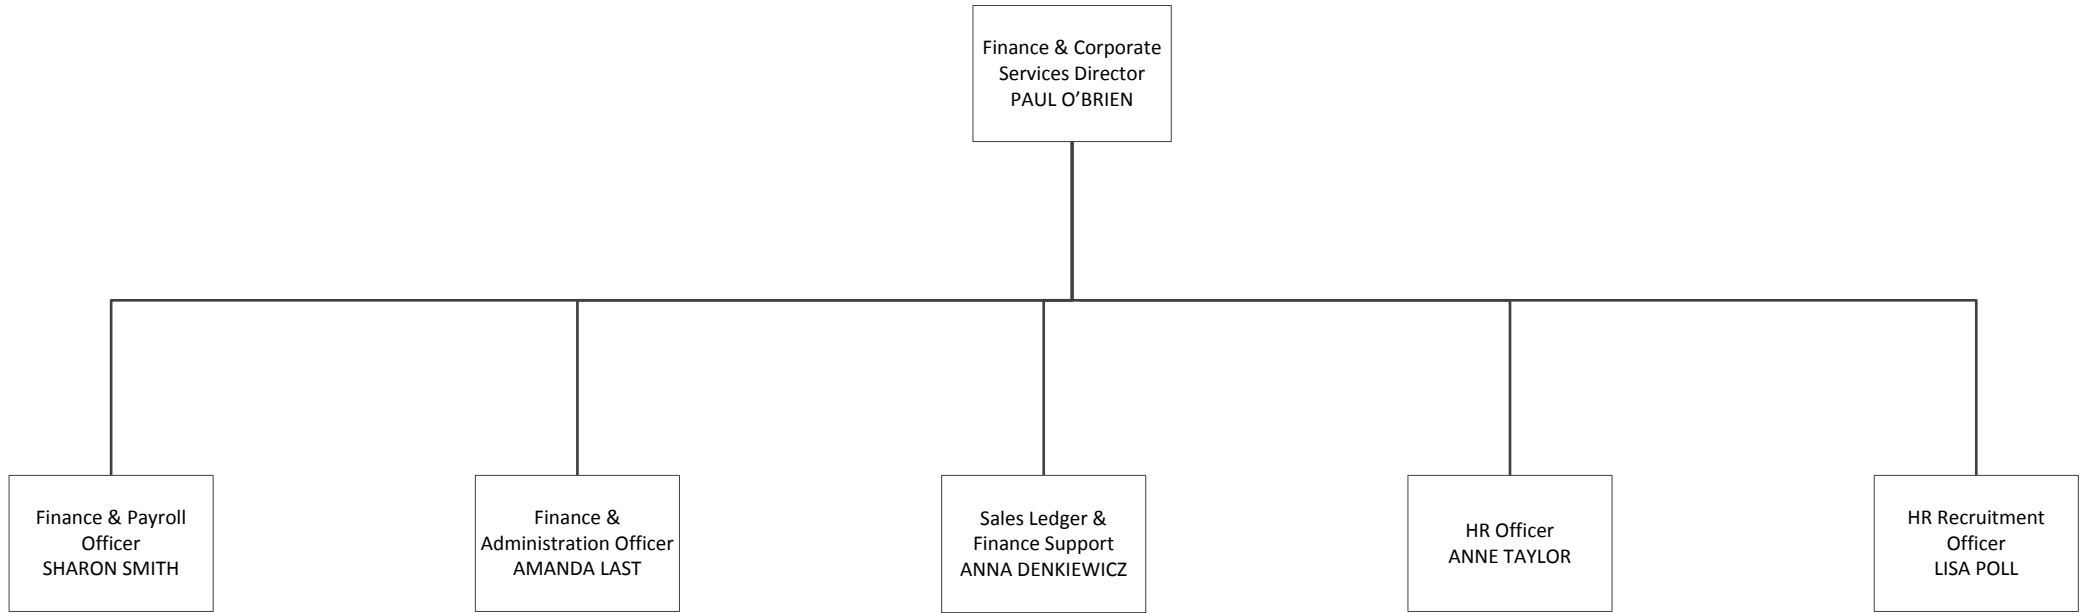 Finance & Corporate
Services Director
PAUL O’BRIEN
Finance & Payroll
Officer
SHARON SMITH
Finance &
Administration Officer
AMANDA LAST
Sales Ledger &
Finance Support
ANNA DENKIEWICZ
HR Officer
ANNE TAYLOR
HR Recruitment
Officer
LISA POLL